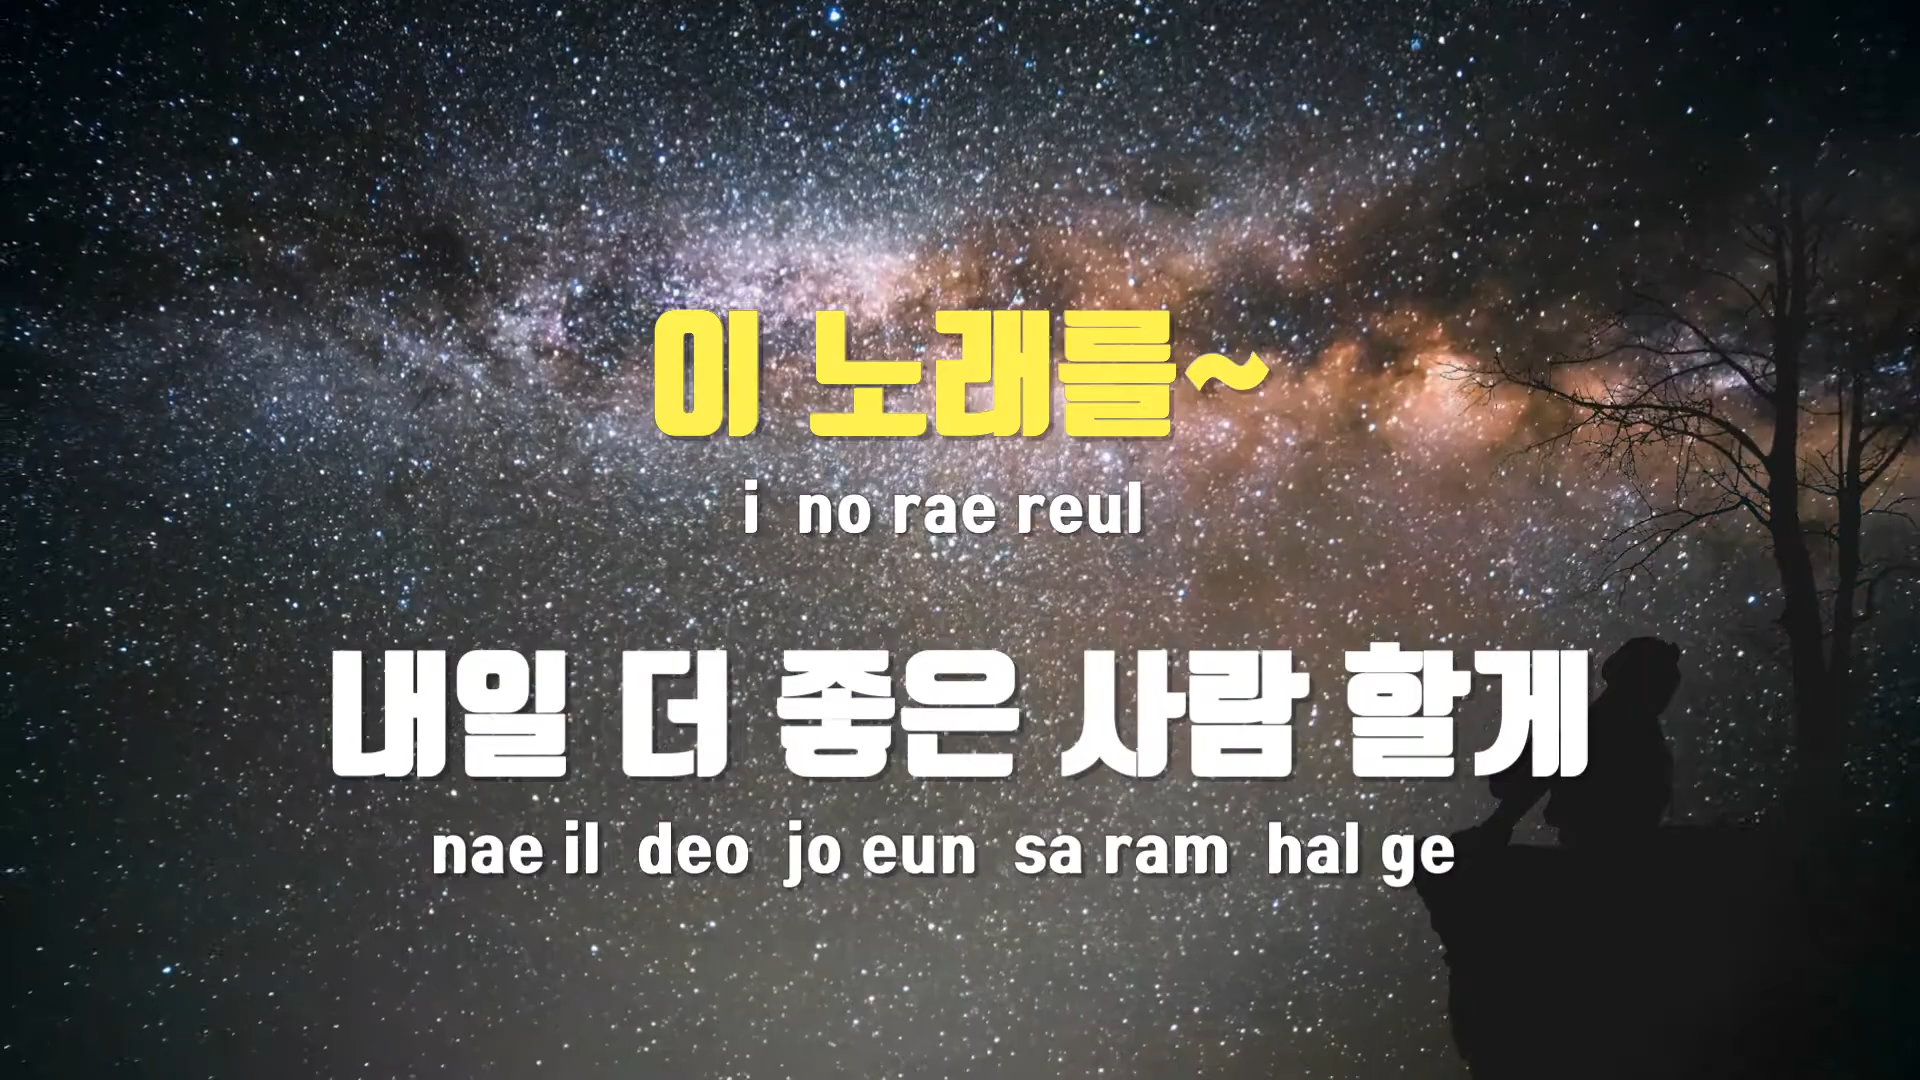 이 노래를~
i no rae reul
내일 더 좋은 사람 할게
nae il deo jo eun sa ram hal ge